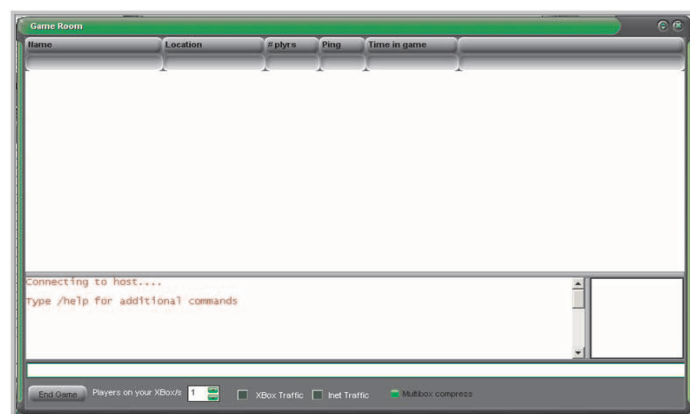 Game Room
Name Location # plyrs Ping Time in game
Connecting to host....
Type /help for additional commands
End Game Players on your XBox/s 1 XBox Traffic Inet Traffic Multibox compress